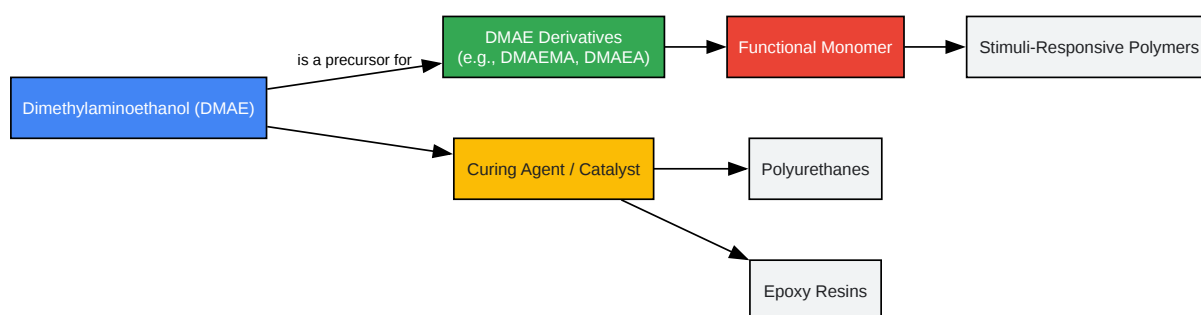 DMAE Derivatives
(e.g., DMAEMA, DMAEA)
Functional Monomer
Stimuli-Responsive Polymers
is a precursor for
Dimethylaminoethanol (DMAE)
Curing Agent / Catalyst
Polyurethanes
Epoxy Resins